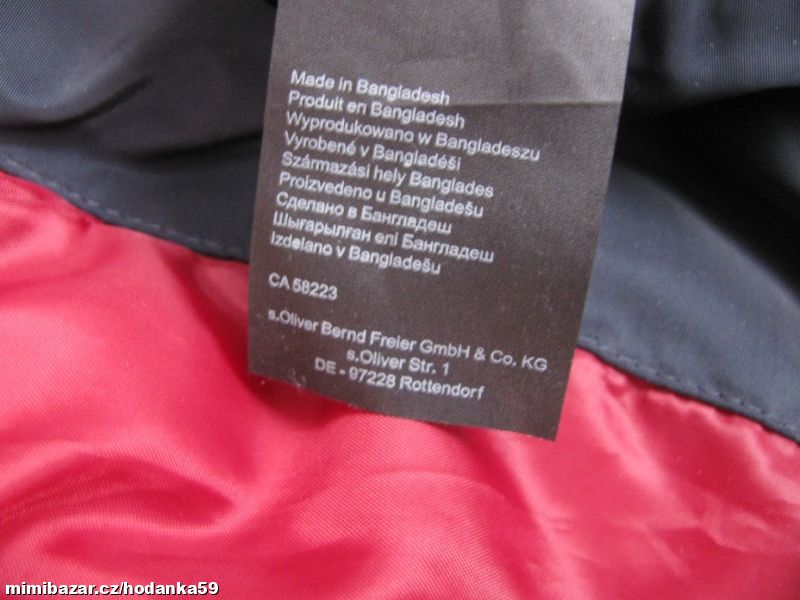 Made in Bangladesh
Produit en Bangladesh
Wyprodukowano w Bangladeszu
Vyrobené v Bangladéši
Származási hely Banglades
Proizvedeno u Bangladešu
Сделано в Бангладеш
Шығарылған елі Бангладеш
Izdelano v Bangladešu
CA 58223
s.Oliver Bernd Freier GmbH & Co. KG
s.Oliver Str. 1
DE - 97228 Rottendorf
mimibazar.cz/hodanka59